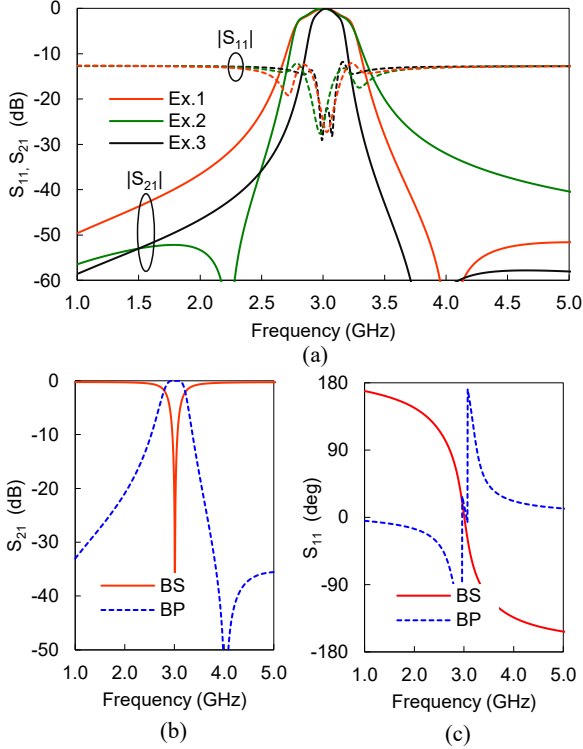 0
-10
-20
-30
-40
-50
-60
S11, S21 (dB)
|S11|
Ex.1
Ex.2
Ex.3
|S21|
1.0 1.5 2.0 2.5 3.0 3.5 4.0 4.5 5.0
Frequency (GHz)
(a)
0
-10
-20
-30
-40
-50
S21 (dB)
BS
BP
1.0 2.0 3.0 4.0 5.0
Frequency (GHz)
(b)
180
90
0
-90
-180
S11 (deg)
BS
BP
1.0 2.0 3.0 4.0 5.0
Frequency (GHz)
(c)